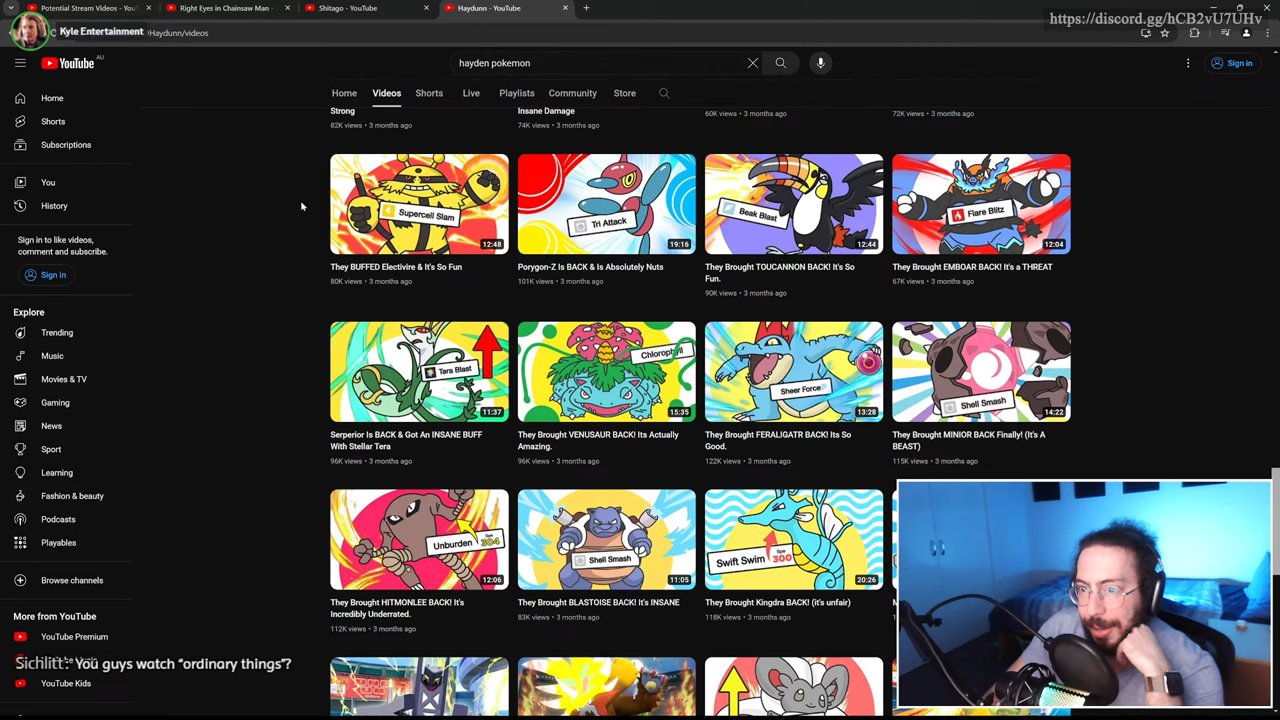 Potential Stream Videos - YouTu
Right Eyes in Chainsaw Man -
Shitago - YouTube
Haydunn - YouTube
https://discord.gg/hCB2vU7UHv
Kyle Entertainment
Haydunn/videos
YouTube
AU
hayden pokemon
Sign in
Home
Videos
Shorts
Live
Playlists
Community
Store
Home
Shorts
Subscriptions
You
History
Sign in to like videos,
comment and subscribe.
Sign in
Explore
Trending
Music
Movies & TV
Gaming
News
Sport
Learning
Fashion & beauty
Podcasts
Playables
Browse channels
More from YouTube
YouTube Premium
YouTube Kids
Strong
82K views • 3 months ago
Insane Damage
74K views • 3 months ago
60K views • 3 months ago
72K views • 3 months ago
Supercell Slam
12:48
Tri Attack
19:16
Beak Blast
12:44
Flare Blitz
12:04
They BUFFED Electivire & It's So Fun
80K views • 3 months ago
Porygon-Z Is BACK & Is Absolutely Nuts
101K views • 3 months ago
They Brought TOUCANNON BACK! It's So
Fun.
90K views • 3 months ago
They Brought EMBOAR BACK! It's a THREAT
67K views • 3 months ago
Tera Blast
11:37
Chlorophyll
15:35
Sheer Force
13:28
Shell Smash
14:22
Serperior Is BACK & Got An INSANE BUFF
With Stellar Tera
96K views • 3 months ago
They Brought VENUSAUR BACK! Its Actually
Amazing.
96K views • 3 months ago
They Brought FERALIGATR BACK! Its So
Good.
122K views • 3 months ago
They Brought MINIOR BACK Finally! (It's A
BEAST)
115K views • 3 months ago
Unburden
Spe
304
12:06
Shell Smash
11:05
Swift Swim
Spe
300
20:26
They Brought HITMONLEE BACK! It's
Incredibly Underrated.
112K views • 3 months ago
They Brought BLASTOISE BACK! It's INSANE
83K views • 3 months ago
They Brought Kingdra BACK! (it's unfair)
118K views • 3 months ago
Sichlitt: You guys watch “ordinary things”?